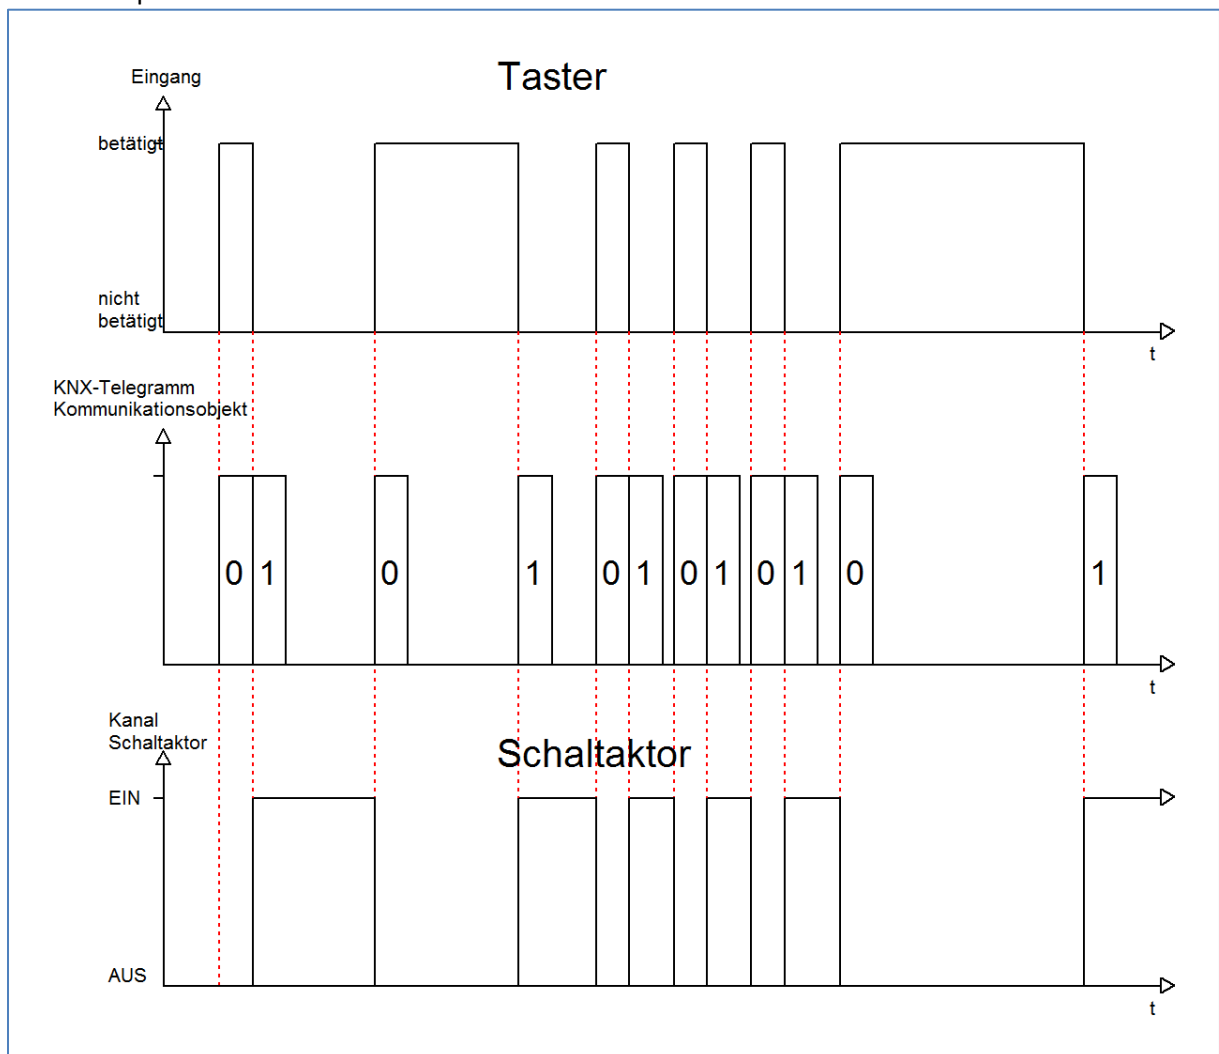 Taster
Eingang
betätigt
nicht
betätigt
t
KNX-Telegramm
Kommunikationsobjekt
0 1 0 1 0 1 0 1 0 1 0 1
t
Kanal
Schaltaktor
Schaltaktor
EIN
AUS
t